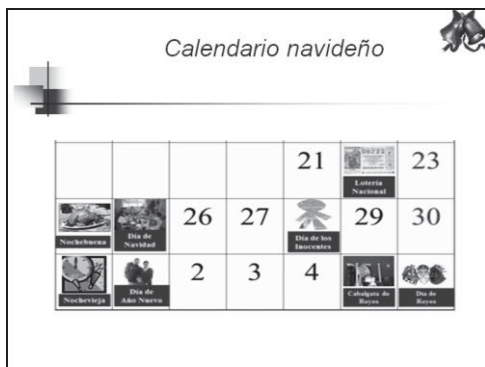 Calendario navideño
21
Lotería
Nacional
23
Nochebuena
Día de
Navidad
26
27
Día de los
Inocentes
29
30
Nochevieja
Día de
Año Nuevo
2
3
4
Cabalgata de
Reyes
Día de
Reyes